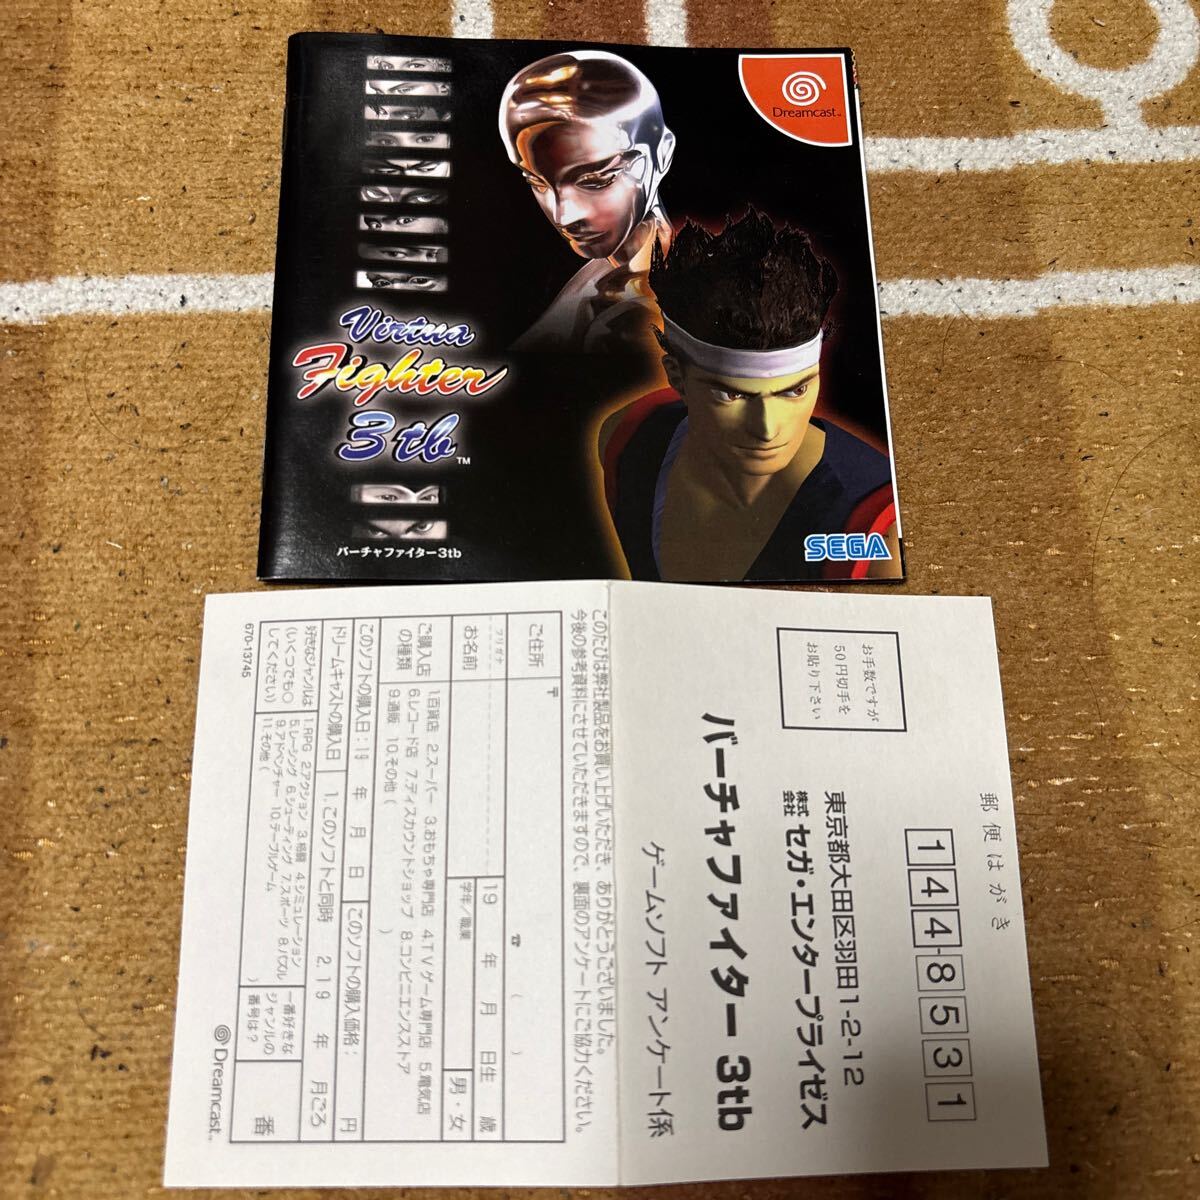 Dreamcast™
Virtua
Fighter
3tb™
バーチャファイター3tb
SEGA
郵便はがき
144-8531
お手数ですが
50円切手を
お貼り下さい
東京都大田区羽田1-2-12
株式会社 セガ・エンタープライゼス
バーチャファイター 3tb
ゲームソフト アンケート係
このたびは弊社製品をお買い上げいただき、ありがとうございました。
今後の参考資料にさせていただきますので、裏面のアンケートにご協力ください。
ご住所
〒
☎ ( )
フリガナ
お名前
19 年 月 日生 歳
学年/職業
男・女
ご購入店の種類
1.百貨店 2.スーパー 3.おもちゃ専門店 4.TVゲーム専門店 5.電気店
6.レコード店 7.ディスカウントショップ 8.コンビニエンスストア
9.通販 10.その他( )
このソフトの購入日:19 年 月 日
このソフトの購入価格: 円
ドリームキャストの購入日
1.このソフトと同時 2.19 年 月ごろ
好きなジャンルは
(いくつでも○
してください)
1.RPG 2.アクション 3.格闘 4.シミュレーション
5.レーシング 6.シューティング 7.スポーツ 8.パズル
9.アドベンチャー 10.テーブルゲーム
11.その他( )
一番好きな
ジャンルの
番号は?
番
670-13745
Dreamcast™